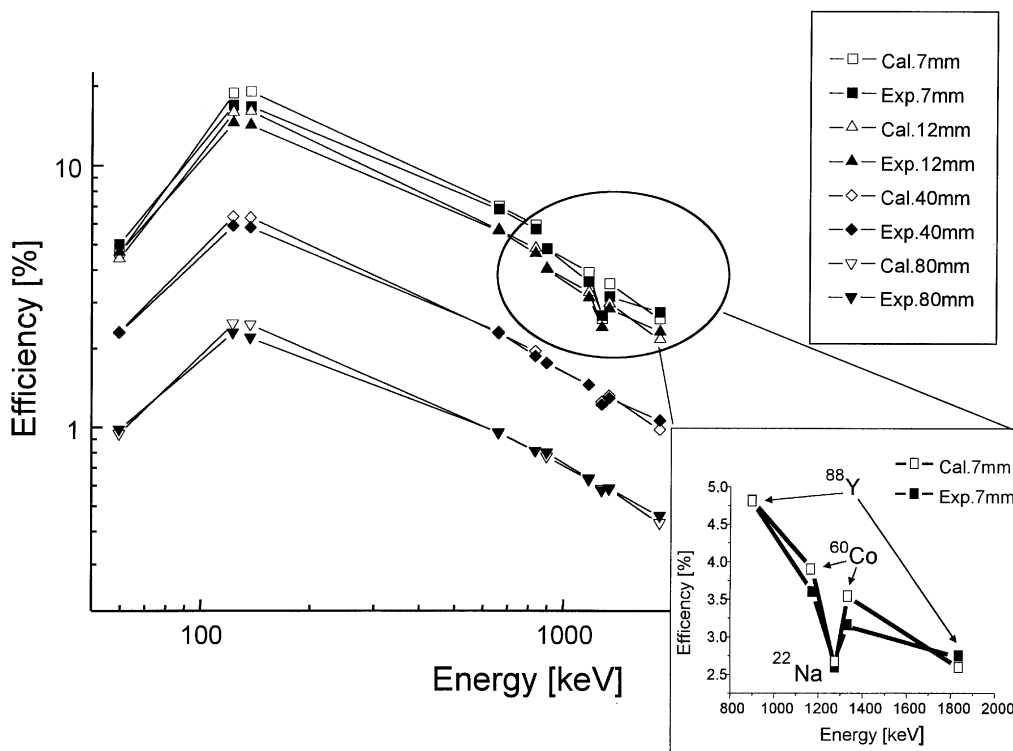 Cal.7mm
Exp.7mm
Cal.12mm
Exp.12mm
Cal.40mm
Exp.40mm
Cal.80mm
Exp.80mm
10
1
Efficiency [%]
100
1000
Energy [keV]
Cal.7mm
Exp.7mm
88Y
60Co
22Na
5.0
4.5
4.0
3.5
3.0
2.5
Efficency [%]
800 1000 1200 1400 1600 1800 2000
Energy [keV]